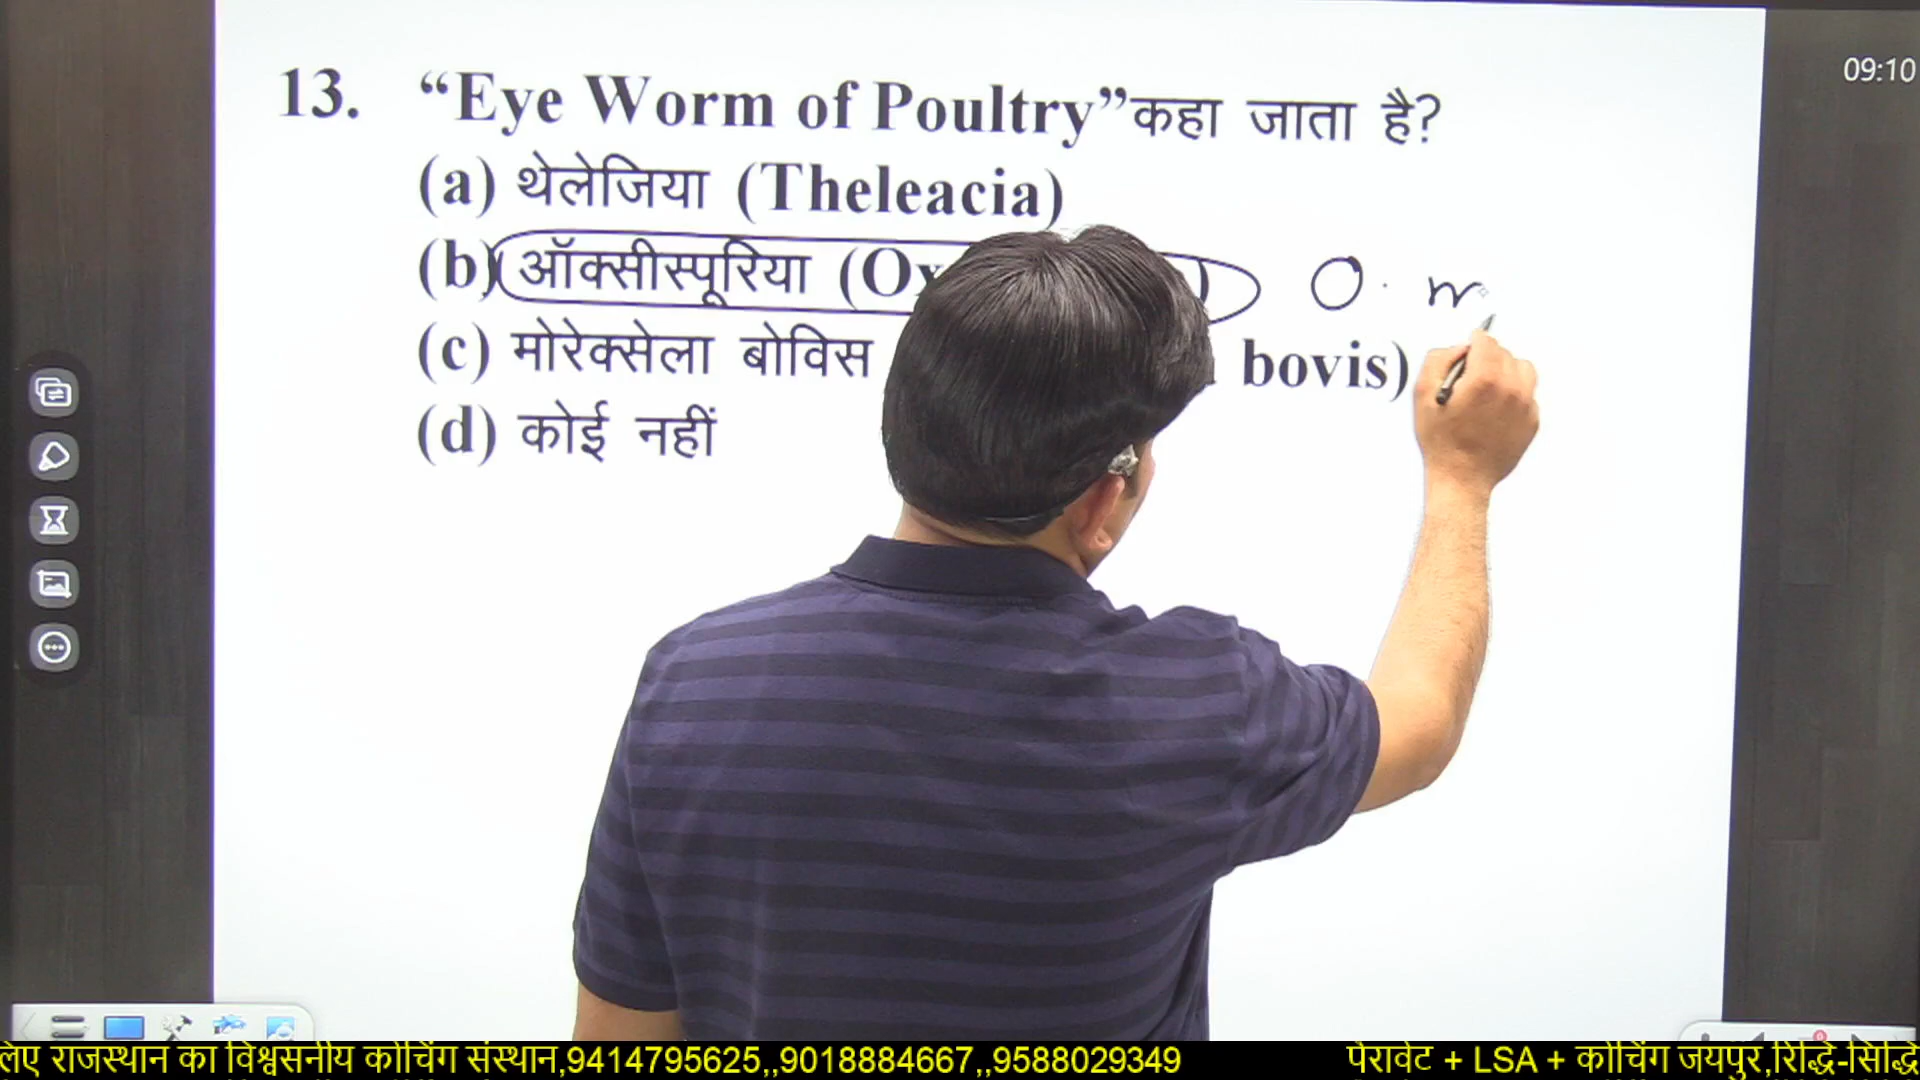 09:10
13. “Eye Worm of Poultry”कहा जाता है?
(a) थेलेजिया (Theleacia)
(b) ऑक्सीस्पूरिया (Ox ) O. m
(c) मोरेक्सेला बोविस bovis)
(d) कोई नहीं
लिए राजस्थान का विश्वसनीय कोचिंग संस्थान,9414795625,,9018884667,,9588029349 पैरावेट + LSA + कोचिंग जयपुर,रिद्धि-सिद्धि